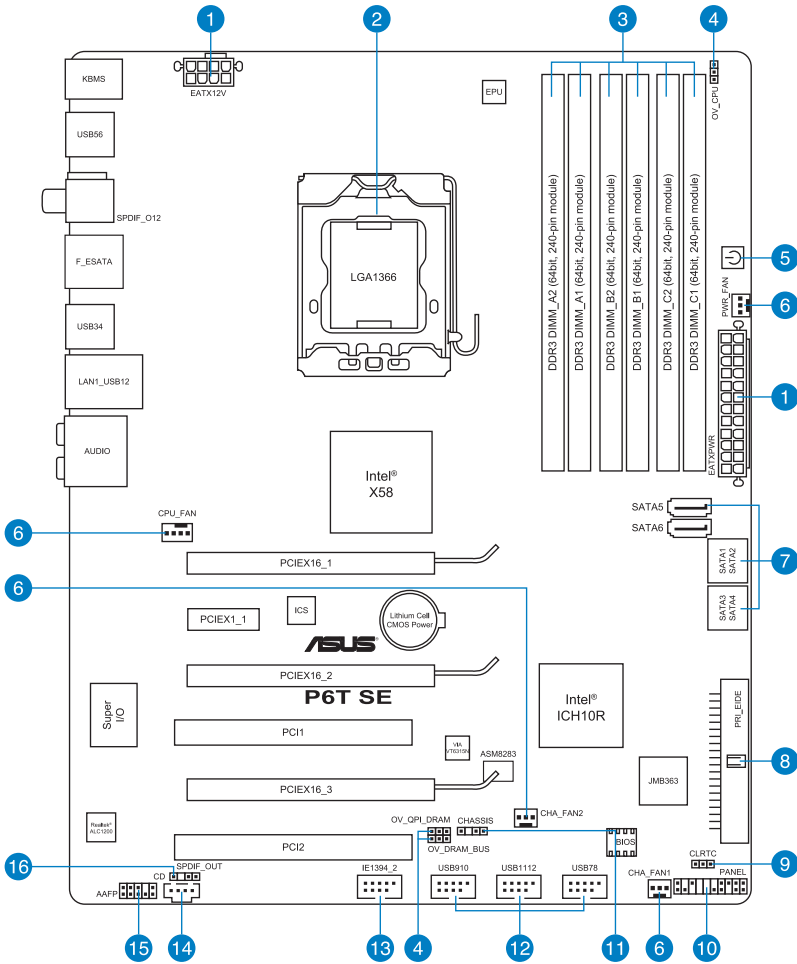 1
2
3
4
KBMS
EATX12V
EPU
OV_CPU
USB56
SPDIF_O12
DDR3 DIMM_A2 (64bit, 240-pin module)
DDR3 DIMM_A1 (64bit, 240-pin module)
DDR3 DIMM_B2 (64bit, 240-pin module)
DDR3 DIMM_B1 (64bit, 240-pin module)
DDR3 DIMM_C2 (64bit, 240-pin module)
DDR3 DIMM_C1 (64bit, 240-pin module)
F_ESATA
LGA1366
5
PWR_FAN
6
USB34
LAN1_USB12
1
AUDIO
EATXPWR
Intel®
X58
CPU_FAN
6
SATA5
SATA6
PCIEX16_1
SATA1
SATA2
7
6
SATA3
SATA4
PCIEX1_1
ICS
Lithium Cell
CMOS Power
ASUS
PCIEX16_2
P6T SE
Super
I/O
Intel®
ICH10R
PRI_EIDE
PCI1
VIA
VT6315N
ASM8283
8
JMB363
PCIEX16_3
CHA_FAN2
Realtek®
ALC1200
OV_QPI_DRAM
CHASSIS
OV_DRAM_BUS
BIOS
PCI2
CLRTC
9
16
CD
SPDIF_OUT
AAFP
IE1394_2
USB910
USB1112
USB78
CHA_FAN1
PANEL
15
14
13
4
12
11
6
10